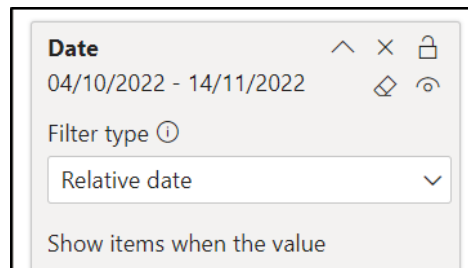 Date
04/10/2022 - 14/11/2022
Filter type
Relative date
Show items when the value